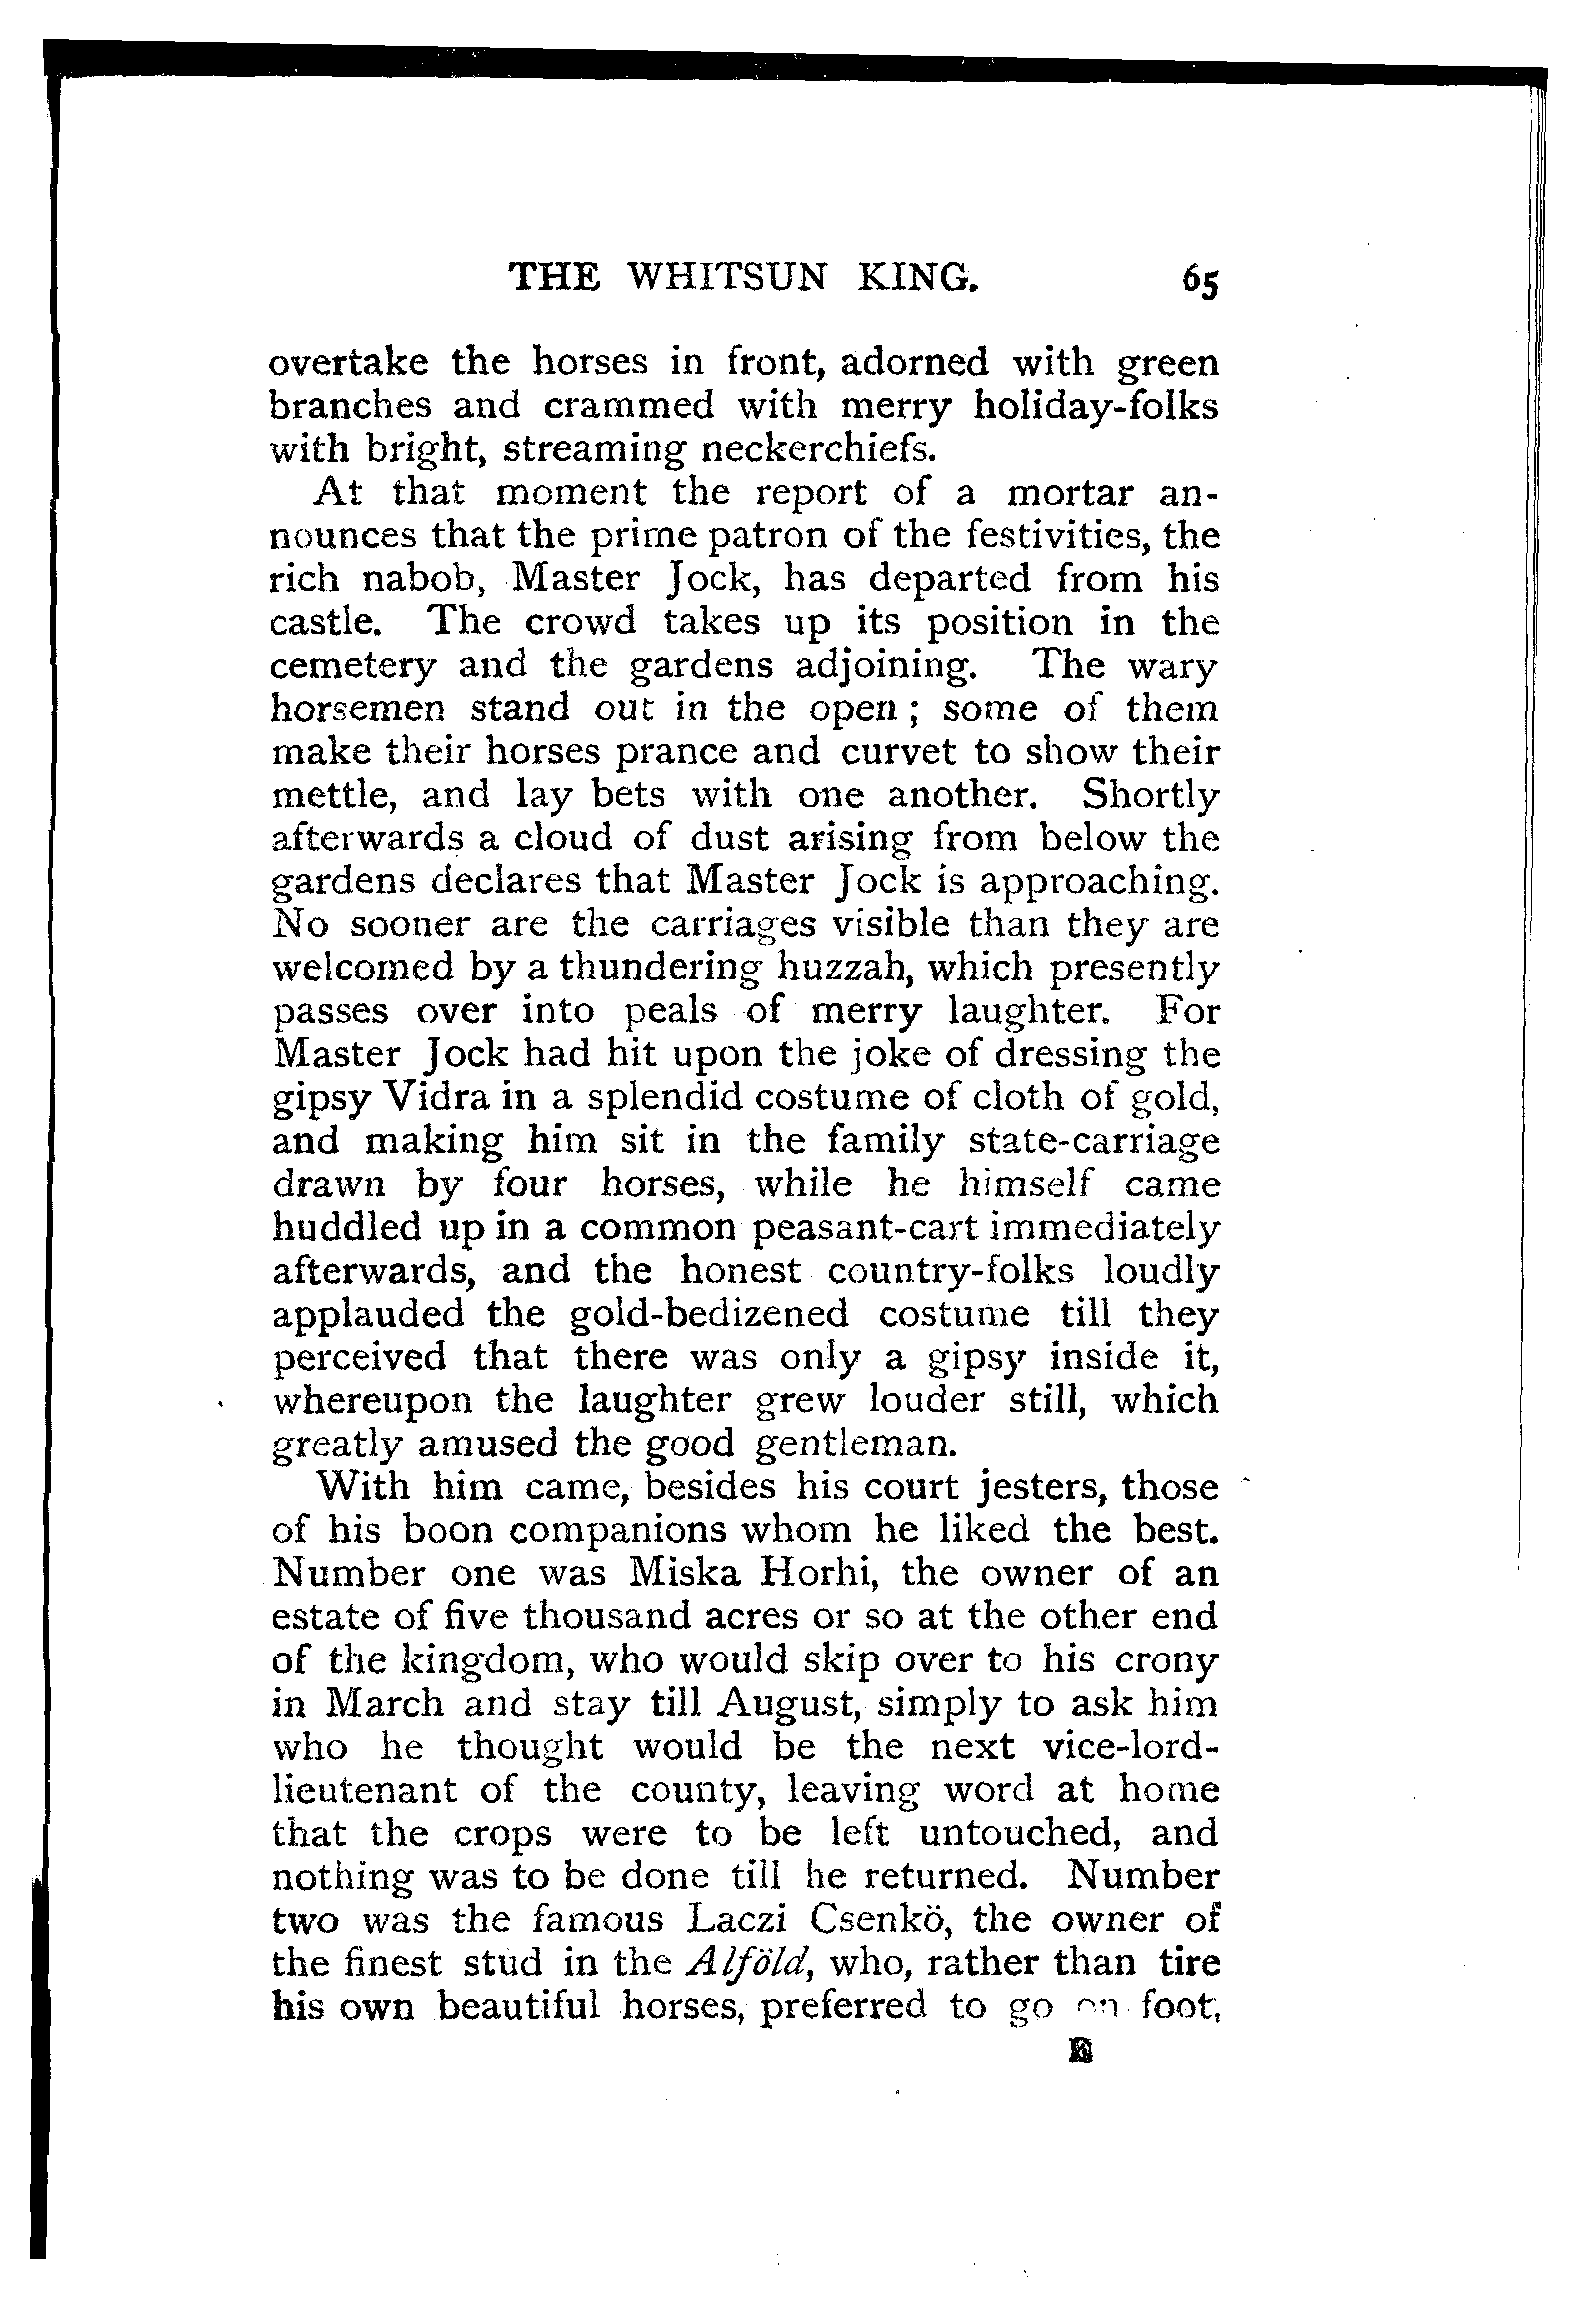 THE WHITSUN KING. 65
overtake the horses in front, adorned with green
branches and crammed with merry holiday-folks
with bright, streaming neckerchiefs.
At that moment the report of a mortar an-
nounces that the prime patron of the festivities, the
rich nabob, Master Jock, has departed from his
castle. The crowd takes up its position in the
cemetery and the gardens adjoining. The wary
horsemen stand out in the open ; some of them
make their horses prance and curvet to show their
mettle, and lay bets with one another. Shortly
afterwards a cloud of dust arising from below the
gardens declares that Master Jock is approaching.
No sooner are the carriages visible than they are
welcomed by a thundering huzzah, which presently
passes over into peals of merry laughter. For
Master Jock had hit upon the joke of dressing the
gipsy Vidra in a splendid costume of cloth of gold,
and making him sit in the family state-carriage
drawn by four horses, while he himself came
huddled up in a common peasant-cart immediately
afterwards, and the honest country-folks loudly
applauded the gold-bedizened costume till they
perceived that there was only a gipsy inside it,
whereupon the laughter grew louder still, which
greatly amused the good gentleman.
With him came, besides his court jesters, those
of his boon companions whom he liked the best.
Number one was Miska Horhi, the owner of an
estate of five thousand acres or so at the other end
of the kingdom, who would skip over to his crony
in March and stay till August, simply to ask him
who he thought would be the next vice-lord-
lieutenant of the county, leaving word at home
that the crops were to be left untouched, and
nothing was to be done till he returned. Number
two was the famous Laczi Csenkö, the owner of
the finest stud in the Alföld, who, rather than tire
his own beautiful horses, preferred to go on foot,